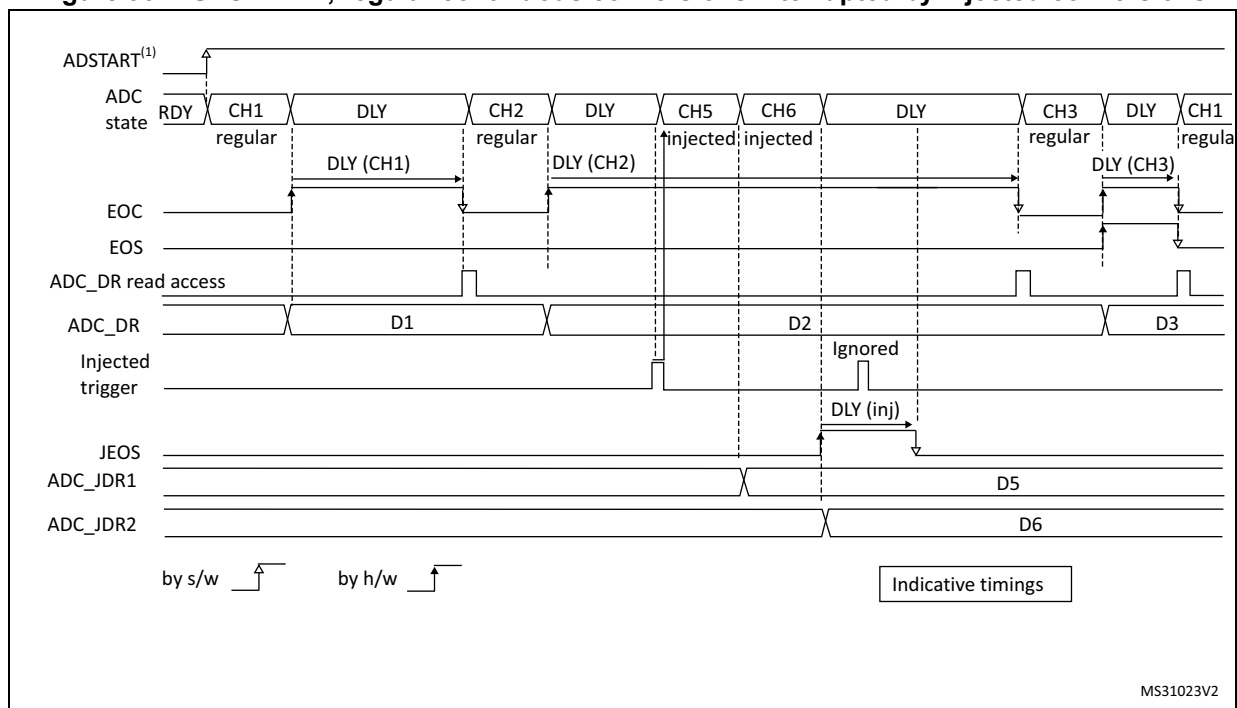 ADSTART(1)
ADC state
RDY CH1 DLY CH2 DLY CH5 CH6 DLY CH3 DLY CH1
regular regular injected injected regular regula
DLY (CH1) DLY (CH2) DLY (CH3)
EOC
EOS
ADC_DR read access
ADC_DR D1 D2 D3
Injected trigger
Ignored
DLY (inj)
JEOS
ADC_JDR1 D5
ADC_JDR2 D6
by s/w by h/w
Indicative timings
MS31023V2